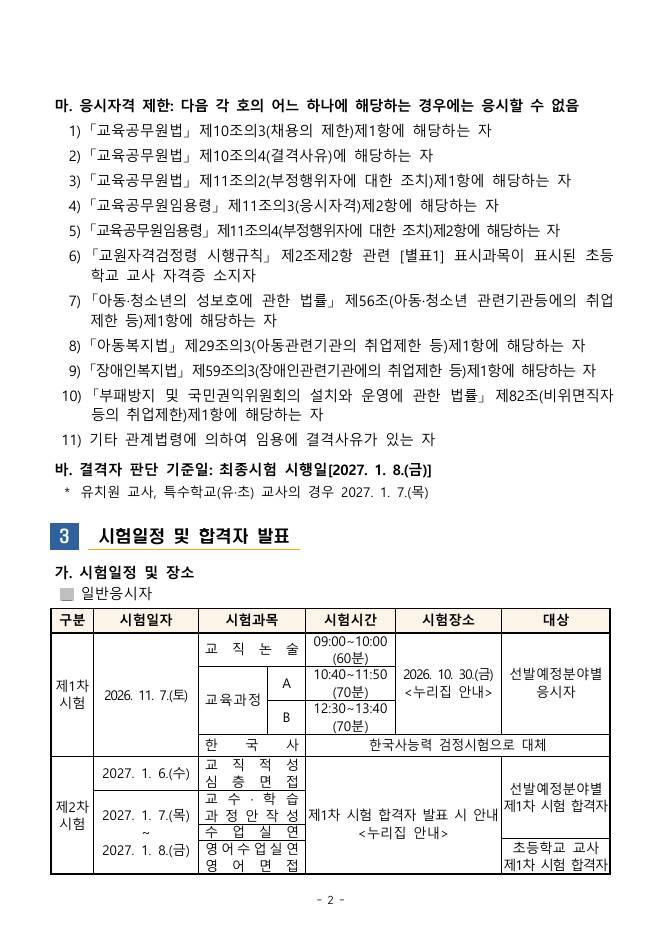 마. 응시자격 제한: 다음 각 호의 어느 하나에 해당하는 경우에는 응시할 수 없음
1) 「교육공무원법」 제10조의3(채용의 제한)제1항에 해당하는 자
2) 「교육공무원법」 제10조의4(결격사유)에 해당하는 자
3) 「교육공무원법」 제11조의2(부정행위자에 대한 조치)제1항에 해당하는 자
4) 「교육공무원임용령」 제11조의3(응시자격)제2항에 해당하는 자
5) 「교육공무원임용령」 제11조의4(부정행위자에 대한 조치)제2항에 해당하는 자
6) 「교원자격검정령 시행규칙」 제2조제2항 관련 [별표1] 표시과목이 표시된 초등
학교 교사 자격증 소지자
7) 「아동·청소년의 성보호에 관한 법률」 제56조(아동·청소년 관련기관등에의 취업
제한 등)제1항에 해당하는 자
8) 「아동복지법」 제29조의3(아동관련기관의 취업제한 등)제1항에 해당하는 자
9) 「장애인복지법」 제59조의3(장애인관련기관에의 취업제한 등)제1항에 해당하는 자
10) 「부패방지 및 국민권익위원회의 설치와 운영에 관한 법률」 제82조(비위면직자
등의 취업제한)제1항에 해당하는 자
11) 기타 관계법령에 의하여 임용에 결격사유가 있는 자
바. 결격자 판단 기준일: 최종시험 시행일[2027. 1. 8.(금)]
* 유치원 교사, 특수학교(유·초) 교사의 경우 2027. 1. 7.(목)
3 시험일정 및 합격자 발표
가. 시험일정 및 장소
■ 일반응시자
구분 시험일자 시험과목 시험시간 시험장소 대상
제1차
시험
2026. 11. 7.(토)
교 직 논 술
09:00~10:00
(60분)
교육과정
A
10:40~11:50
(70분)
B
12:30~13:40
(70분)
2026. 10. 30.(금)
<누리집 안내>
선발예정분야별
응시자
한 국 사
한국사능력 검정시험으로 대체
제2차
시험
2027. 1. 6.(수)
교 직 적 성
심 층 면 접
2027. 1. 7.(목)
~
2027. 1. 8.(금)
교 수 · 학 습
과 정 안 작 성
수 업 실 연
영어수업실연
영 어 면 접
제1차 시험 합격자 발표 시 안내
<누리집 안내>
선발예정분야별
제1차 시험 합격자
초등학교 교사
제1차 시험 합격자
- 2 -